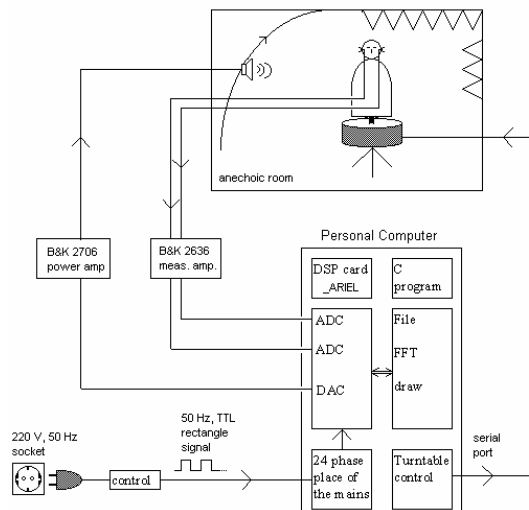 anechoic room
B&K 2706
power amp
B&K 2636
meas. amp.
Personal Computer
DSP card
_ARIEL
C
program
ADC
ADC
DAC
File
FFT
draw
220 V, 50 Hz
socket
50 Hz, TTL
rectangle
signal
control
24 phase
place of
the mains
Turntable
control
serial
port